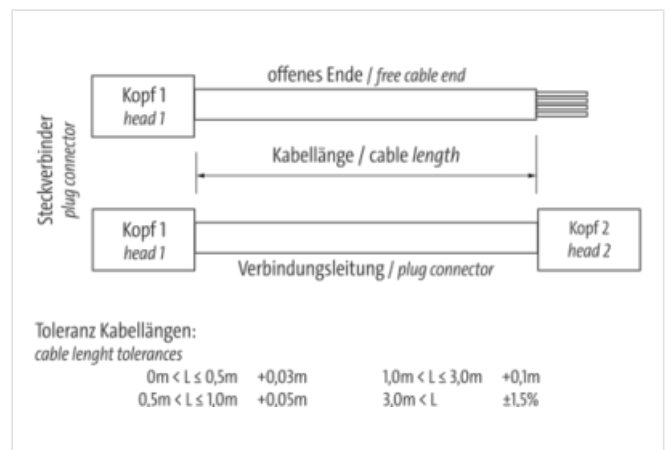 offenes Ende / free cable end
Kopf 1
head 1
Steckverbinder
plug connector
Kabellänge / cable length
Kopf 1
head 1
Kopf 2
head 2
Verbindungsleitung / plug connector
Toleranz Kabellängen:
cable lenght tolerances
0m < L ≤ 0,5m +0,03m 1,0m < L ≤ 3,0m +0,1m
0,5m < L ≤ 1,0m +0,05m 3,0m < L ±1,5%